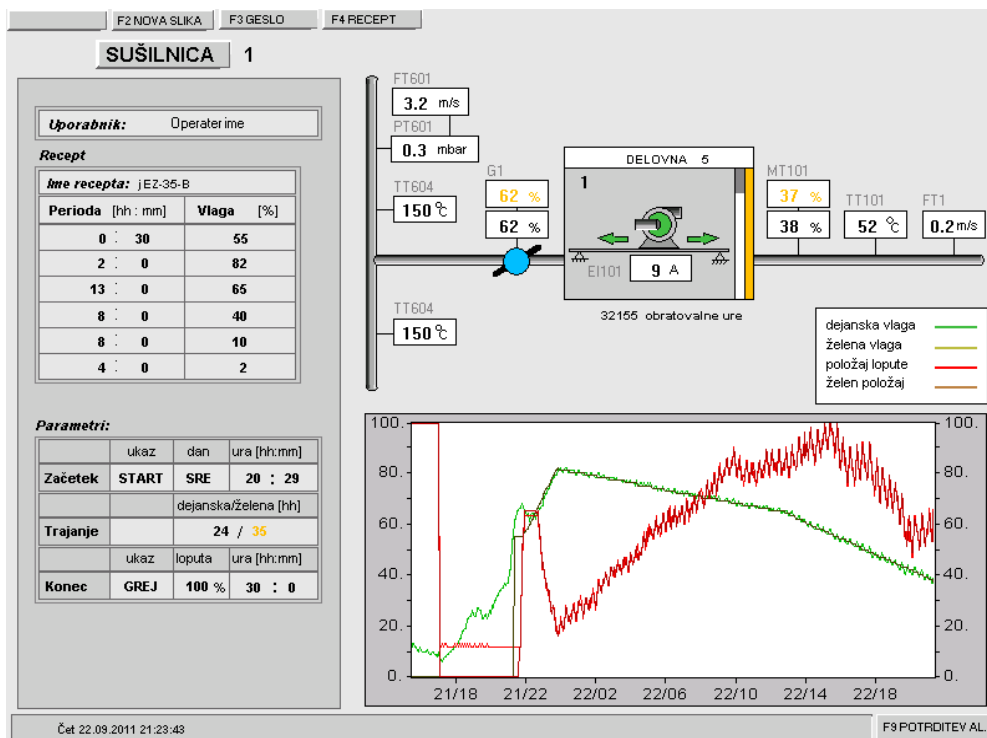 F2 NOVA SLIKA F3 GESLO F4 RECEPT
SUŠILNICA 1
Uporabnik: Operater ime
Recept
Ime recepta: jEZ-35-B
Perioda [hh : mm] Vlaga [%]
0 : 30 55
2 : 0 82
13 : 0 65
8 : 0 40
8 : 0 10
4 : 0 2
Parametri:
ukaz dan ura [hh:mm]
Začetek START SRE 20 : 29
dejanska/želena [hh]
Trajanje 24 / 35
ukaz loputa ura [hh:mm]
Konec GREJ 100 % 30 : 0
FT601
3.2 m/s
PT601
0.3 mbar
TT604
150 °C
G1
62 %
62 %
DELOVNA 5
1
EI101 9 A
32155 obratovalne ure
MT101
37 %
38 %
TT101
52 °C
FT1
0.2 m/s
TT604
150 °C
dejanska vlaga
želena vlaga
položaj lopute
želen položaj
100. 100.
80. 80.
60. 60.
40. 40.
20. 20.
0. 0.
21/18 21/22 22/02 22/06 22/10 22/14 22/18
Čet 22.09.2011 21:23:43
F9 POTRDITEV AL.